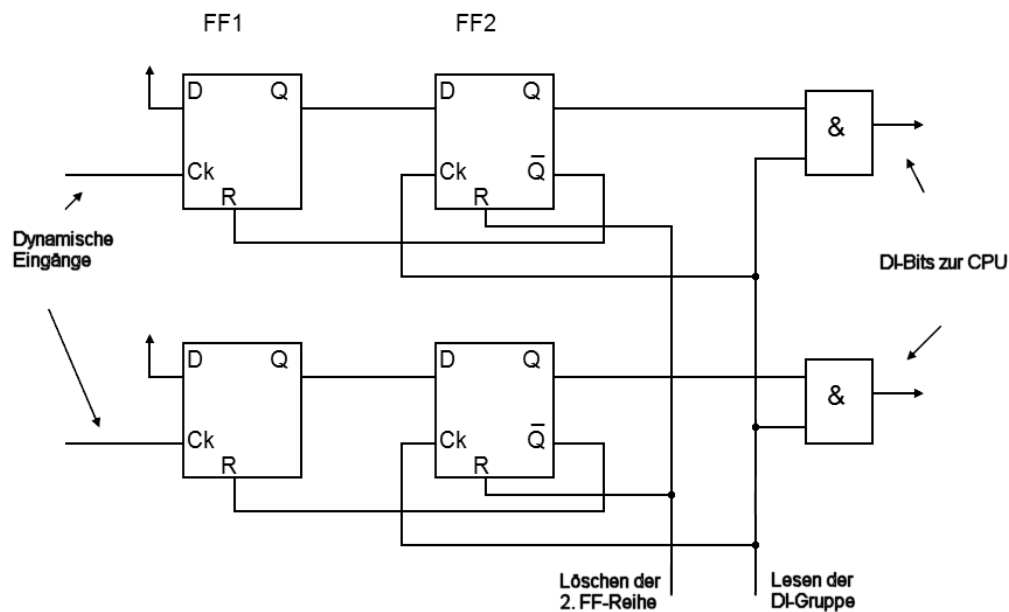 FF1 FF2
D Q D Q
&
Ck Ck Q̅
R R
Dynamische
Eingänge
DI-Bits zur CPU
D Q D Q
&
Ck Ck Q̅
R R
Löschen der
2. FF-Reihe
Lesen der
DI-Gruppe